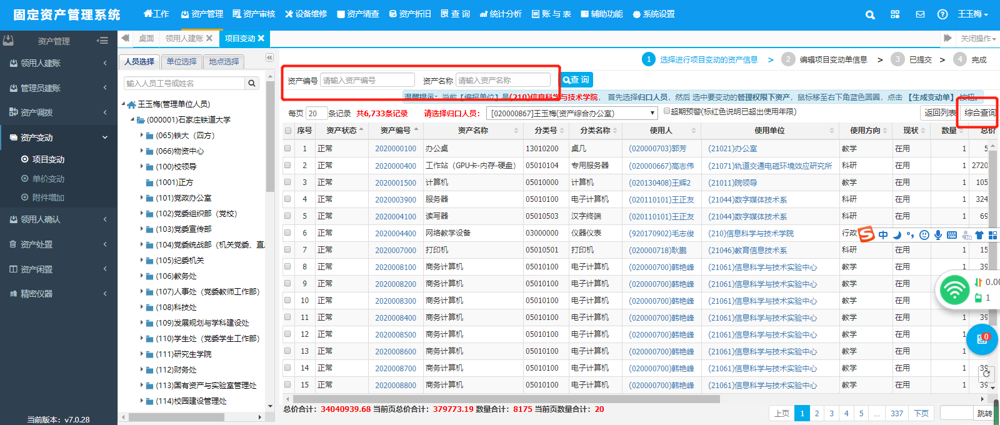 固定资产管理系统 工作 资产管理 资产审核 设备维修 资产清查 资产折旧 查 询 统计分析 账 与 表 辅助功能 系统设置 王玉梅
资产管理
领用人建账
管理员建账
资产调拨
资产变动
项目变动
单价变动
附件增加
领用人确认
资产处置
资产闲置
精密仪器
当前版本：v7.0.28
桌面 领用人建账 项目变动 关闭操作
人员选择 单位选择 地点选择
输入人员工号或姓名
王玉梅(管理单位人员)
(000001)石家庄铁道大学
(065)铁大（四方）
(066)物资中心
(100)校领导
(1001)正方
(101)党政办公室
(102)党委组织部（党校）
(103)党委宣传部
(104)党委统战部（机关党委、直
(105)纪委机关
(106)教务处
(107)人事处（党委教师工作部）
(108)科技处
(109)发展规划与学科建设处
(110)学生处（党委学生工作部）
(111)研究生学院
(112)财务处
(113)国有资产与实验室管理处
(114)校园建设管理处
1 选择进行项目变动的资产信息 > 2 编辑项目变动单信息 > 3 已提交 > 4 完成
资产编号 请输入资产编号 资产名称 请输入资产名称 查 询
温馨提示：当前【编报单位】是(210)信息科学与技术学院， 首先选择归口人员，然后 选中要变动的管理权限下资产，鼠标移至右下角蓝色圆圈，点击 【生成变动单】 按钮。
每页 20 条记录 共6,733条记录 请选择归口人员： [020000867]王玉梅(资产综合办公室) 超期预警(标红色说明已超出使用年限) 返回列表 综合查询
序号 资产状态 资产编号 资产名称 分类号 分类名称 使用人 使用单位 使用方向 现状 数量 总价
1 正常 2020000100 办公桌 13010200 桌几 (020000703)郭芳 (21021)办公室 教学 在用 1 5
2 正常 2020000400 工作站（GPU卡-内存-硬盘） 05010104 专用服务器 (020000667)高志伟 (21071)轨道交通电磁环境效应研究所 科研 在用 1 2720
3 正常 2020001500 计算机 05010000 计算机 (020130408)王辉2 (21011)院领导 教学 在用 1 105
4 正常 2020003900 服务器 05010100 电子计算机 (020110101)王正友 (21044)数字媒体技术系 科研 在用 1 324
5 正常 2020004100 读写器 05010503 汉字终端 (020110101)王正友 (21044)数字媒体技术系 科研 在用 1 69
6 正常 2020004400 网络教学设备 03000000 仪器仪表 (920170902)毛志俊 (210)信息科学与技术学院 行政 中
7 正常 2020007000 打印机 05010501 打印机 (020000718)耿鹏 (21046)教育信息技术系 科研 在用 1 15
8 正常 2020008100 商务计算机 05010100 电子计算机 (020000700)韩艳峰 (21061)信息科学与技术实验中心 教学 在用 1 39
9 正常 2020008200 商务计算机 05010100 电子计算机 (020000700)韩艳峰 (21061)信息科学与技术实验中心 教学 在用 1 0.00
10 正常 2020008300 商务计算机 05010100 电子计算机 (020000700)韩艳峰 (21061)信息科学与技术实验中心 教学 在用 1 1
11 正常 2020008400 商务计算机 05010100 电子计算机 (020000700)韩艳峰 (21061)信息科学与技术实验中心 教学 在用 1 39
12 正常 2020008500 商务计算机 05010100 电子计算机 (020000700)韩艳峰 (21061)信息科学与技术实验中心 教学 在用 1 0
13 正常 2020008600 商务计算机 05010100 电子计算机 (020000700)韩艳峰 (21061)信息科学与技术实验中心 教学 在用 1
14 正常 2020008700 商务计算机 05010100 电子计算机 (020000700)韩艳峰 (21061)信息科学与技术实验中心 教学 在用 1 39
15 正常 2020008800 商务计算机 05010100 电子计算机 (020000700)韩艳峰 (21061)信息科学与技术实验中心 教学 在用 1 39
总价合计：34040939.68 当前页总价合计：379773.19 数量合计：8175 当前页数量合计：20
上页 1 2 3 4 5 ... 337 下页 跳转